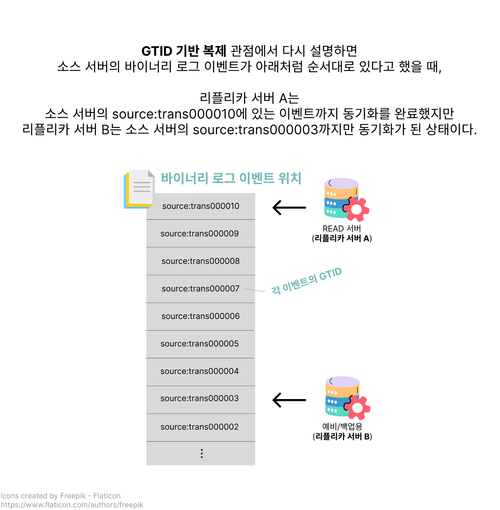 GTID 기반 복제 관점에서 다시 설명하면
소스 서버의 바이너리 로그 이벤트가 아래처럼 순서대로 있다고 했을 때,
리플리카 서버 A는
소스 서버의 source:trans000010에 있는 이벤트까지 동기화를 완료했지만
리플리카 서버 B는 소스 서버의 source:trans000003까지만 동기화가 된 상태이다.
바이너리 로그 이벤트 위치
source:trans000010
source:trans000009
source:trans000008
source:trans000007
source:trans000006
source:trans000005
source:trans000004
source:trans000003
source:trans000002
⋮
READ 서버
(리플리카 서버 A)
각 이벤트의 GTID
예비/백업용
(리플리카 서버 B)
icons created by Freepik - Flaticon
https://www.flaticon.com/authors/freepik